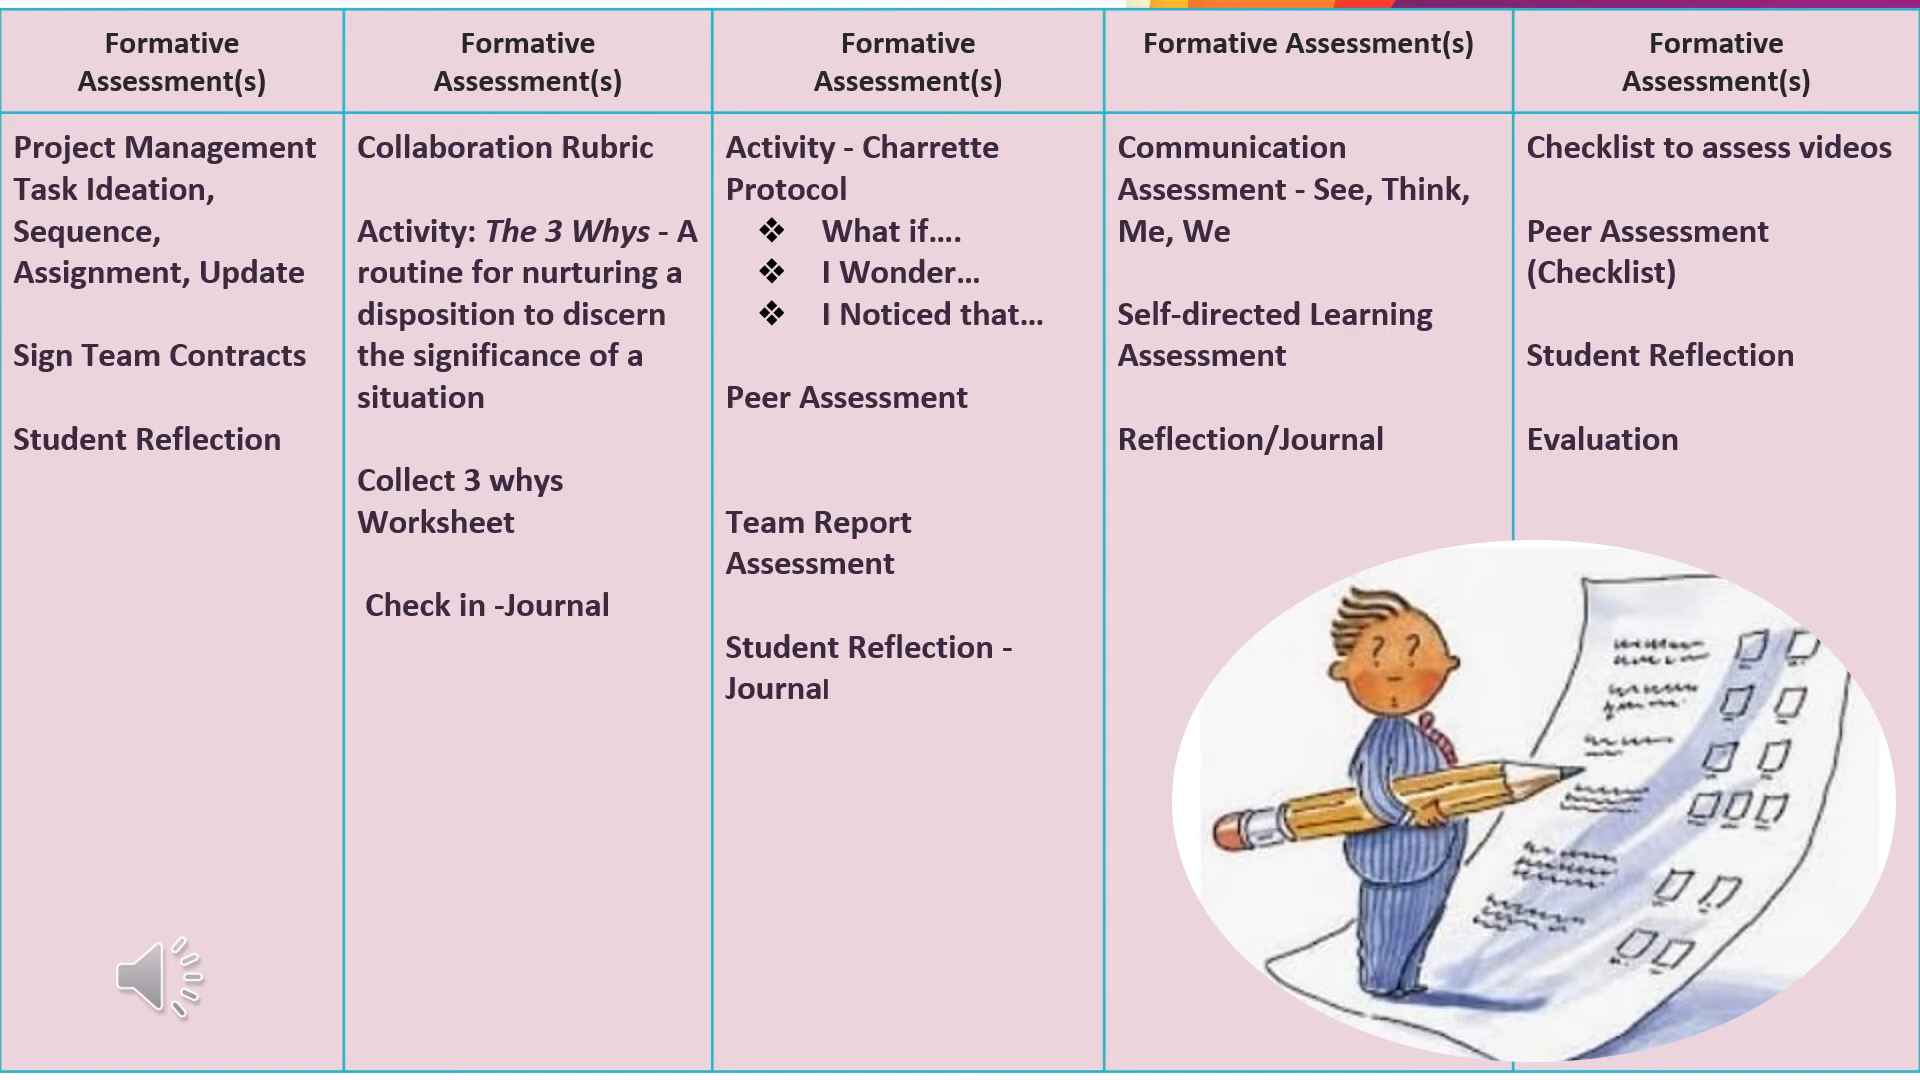 Formative
Assessment(s)
Formative
Assessment(s)
Formative
Assessment(s)
Formative Assessment(s)
Formative
Assessment(s)
Project Management
Task Ideation,
Sequence,
Assignment, Update
Sign Team Contracts
Student Reflection
Collaboration Rubric
Activity: The 3 Whys - A
routine for nurturing a
disposition to discern
the significance of a
situation
Collect 3 whys
Worksheet
Check in -Journal
Activity - Charrette
Protocol
❖ What if....
❖ I Wonder...
❖ I Noticed that...
Peer Assessment
Team Report
Assessment
Student Reflection -
Journal
Communication
Assessment - See, Think,
Me, We
Self-directed Learning
Assessment
Reflection/Journal
Checklist to assess videos
Peer Assessment
(Checklist)
Student Reflection
Evaluation